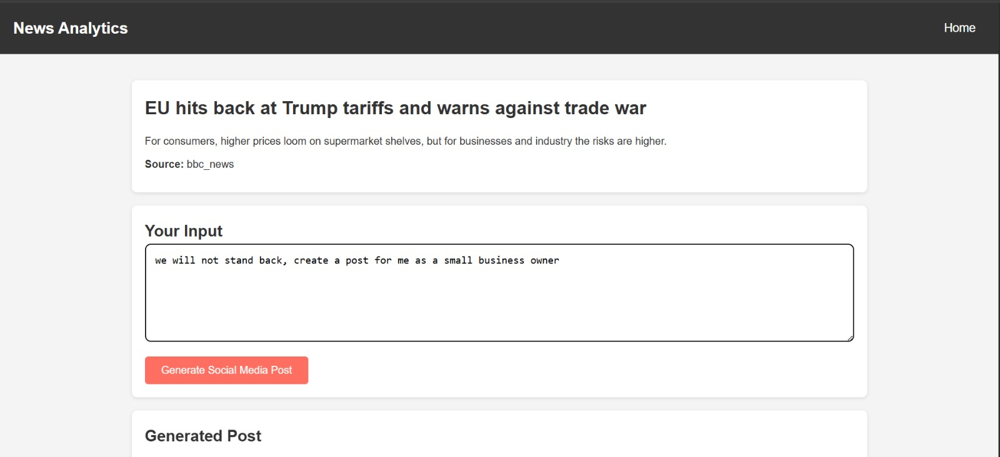 News Analytics
Home
EU hits back at Trump tariffs and warns against trade war
For consumers, higher prices loom on supermarket shelves, but for businesses and industry the risks are higher.
Source: bbc_news
Your Input
we will not stand back, create a post for me as a small business owner
Generate Social Media Post
Generated Post